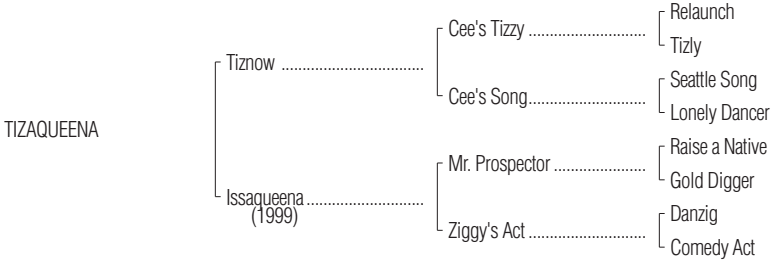 Relaunch
Cee's Tizzy ..............................
Tizly
Tiznow ....................................
Seattle Song
Cee's Song..............................
Lonely Dancer
TIZAQUEENA
Raise a Native
Mr. Prospector .......................
Gold Digger
Issaqueena..............................
(1999)
Danzig
Ziggy's Act ..............................
Comedy Act